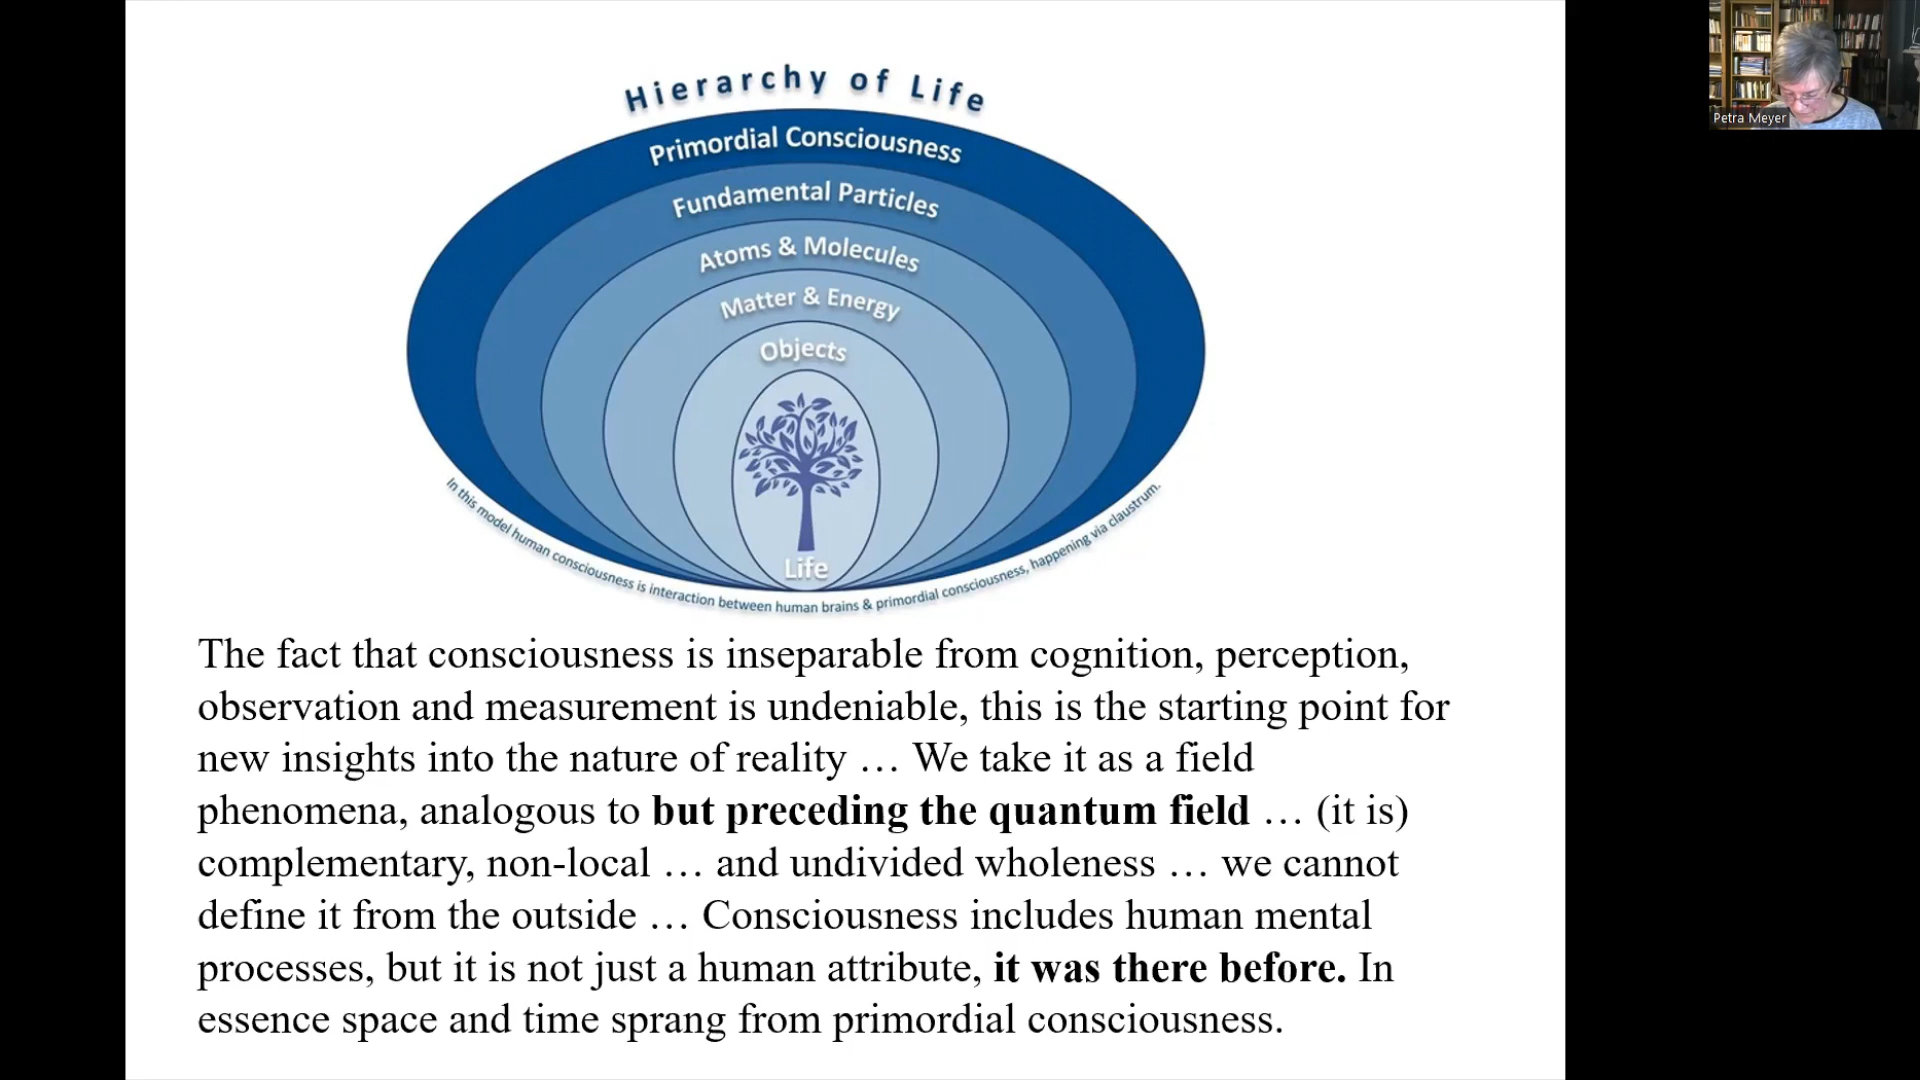 Hierarchy of Life
Primordial Consciousness
Fundamental Particles
Atoms & Molecules
Matter & Energy
Objects
Life
In this model human consciousness is interaction between human brains & primordial consciousness, happening via claustrum.
The fact that consciousness is inseparable from cognition, perception,
observation and measurement is undeniable, this is the starting point for
new insights into the nature of reality … We take it as a field
phenomena, analogous to but preceding the quantum field … (it is)
complementary, non-local … and undivided wholeness … we cannot
define it from the outside … Consciousness includes human mental
processes, but it is not just a human attribute, it was there before. In
essence space and time sprang from primordial consciousness.
Petra Meyer